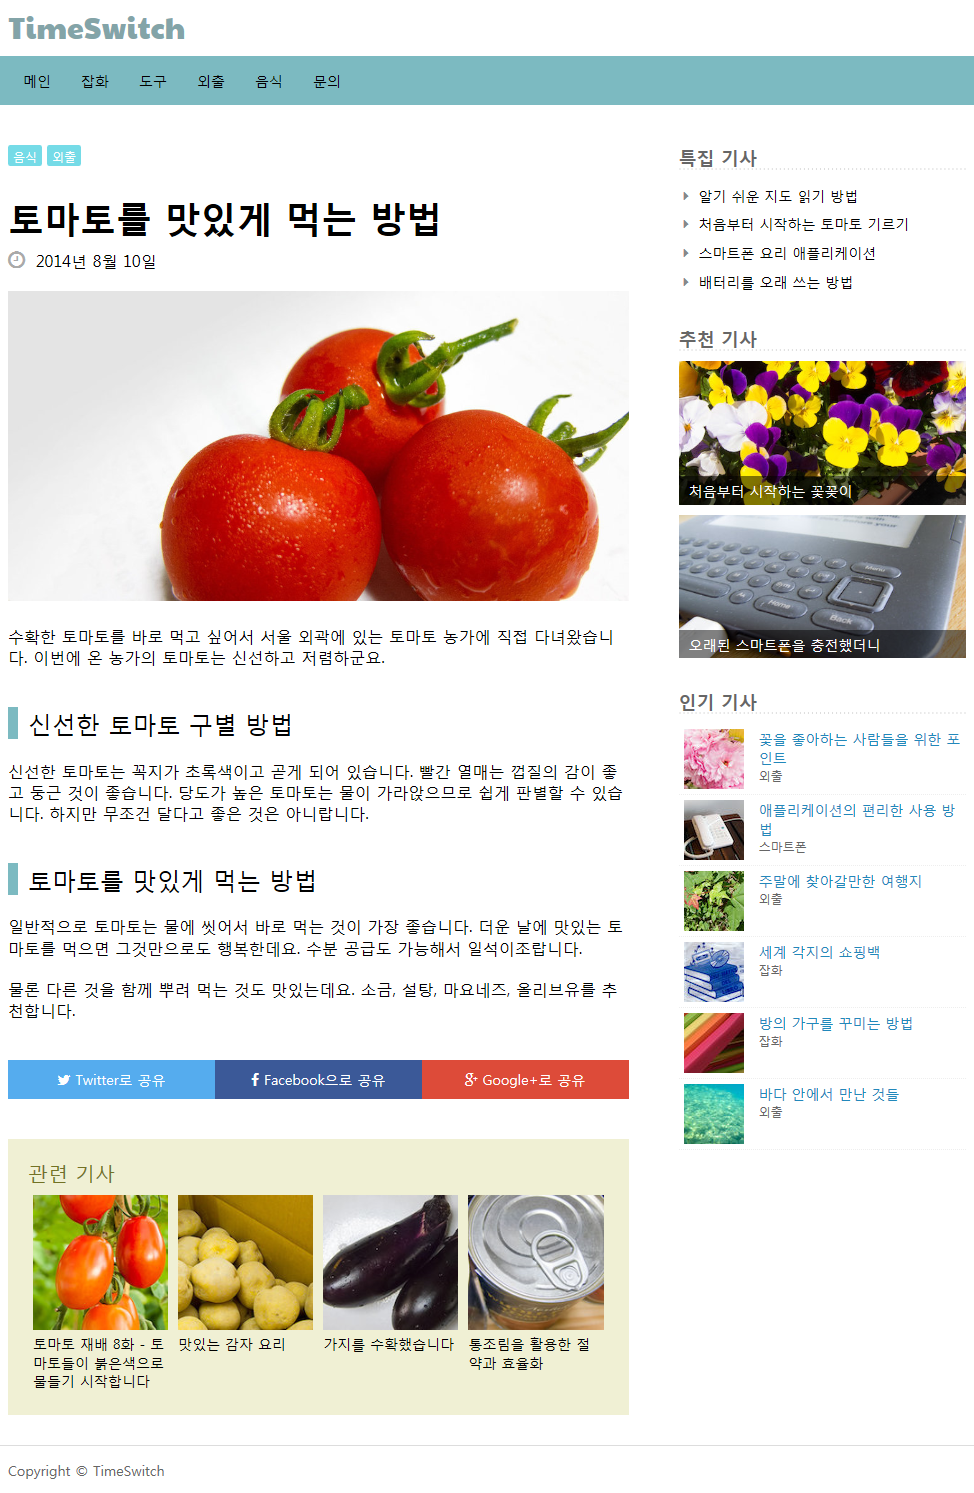 TimeSwitch
메인 잡화 도구 외출 음식 문의
음식 외출
토마토를 맛있게 먹는 방법
2014년 8월 10일
수확한 토마토를 바로 먹고 싶어서 서울 외곽에 있는 토마토 농가에 직접 다녀왔습니
다. 이번에 온 농가의 토마토는 신선하고 저렴하군요.
신선한 토마토 구별 방법
신선한 토마토는 꼭지가 초록색이고 곧게 되어 있습니다. 빨간 열매는 껍질의 감이 좋
고 둥근 것이 좋습니다. 당도가 높은 토마토는 물이 가라앉으므로 쉽게 판별할 수 있습
니다. 하지만 무조건 달다고 좋은 것은 아니랍니다.
토마토를 맛있게 먹는 방법
일반적으로 토마토는 물에 씻어서 바로 먹는 것이 가장 좋습니다. 더운 날에 맛있는 토
마토를 먹으면 그것만으로도 행복한데요. 수분 공급도 가능해서 일석이조랍니다.
물론 다른 것을 함께 뿌려 먹는 것도 맛있는데요. 소금, 설탕, 마요네즈, 올리브유를 추
천합니다.
Twitter로 공유
Facebook으로 공유
Google+로 공유
관련 기사
토마토 재배 8화 - 토
마토들이 붉은색으로
물들기 시작합니다
맛있는 감자 요리
가지를 수확했습니다
통조림을 활용한 절
약과 효율화
특집 기사
알기 쉬운 지도 읽기 방법
처음부터 시작하는 토마토 기르기
스마트폰 요리 애플리케이션
배터리를 오래 쓰는 방법
추천 기사
처음부터 시작하는 꽃꽂이
Menu
Home
Back
오래된 스마트폰을 충전했더니
인기 기사
꽃을 좋아하는 사람들을 위한 포
인트
외출
애플리케이션의 편리한 사용 방
법
스마트폰
주말에 찾아갈만한 여행지
외출
세계 각지의 쇼핑백
잡화
방의 가구를 꾸미는 방법
잡화
바다 안에서 만난 것들
외출
Copyright © TimeSwitch